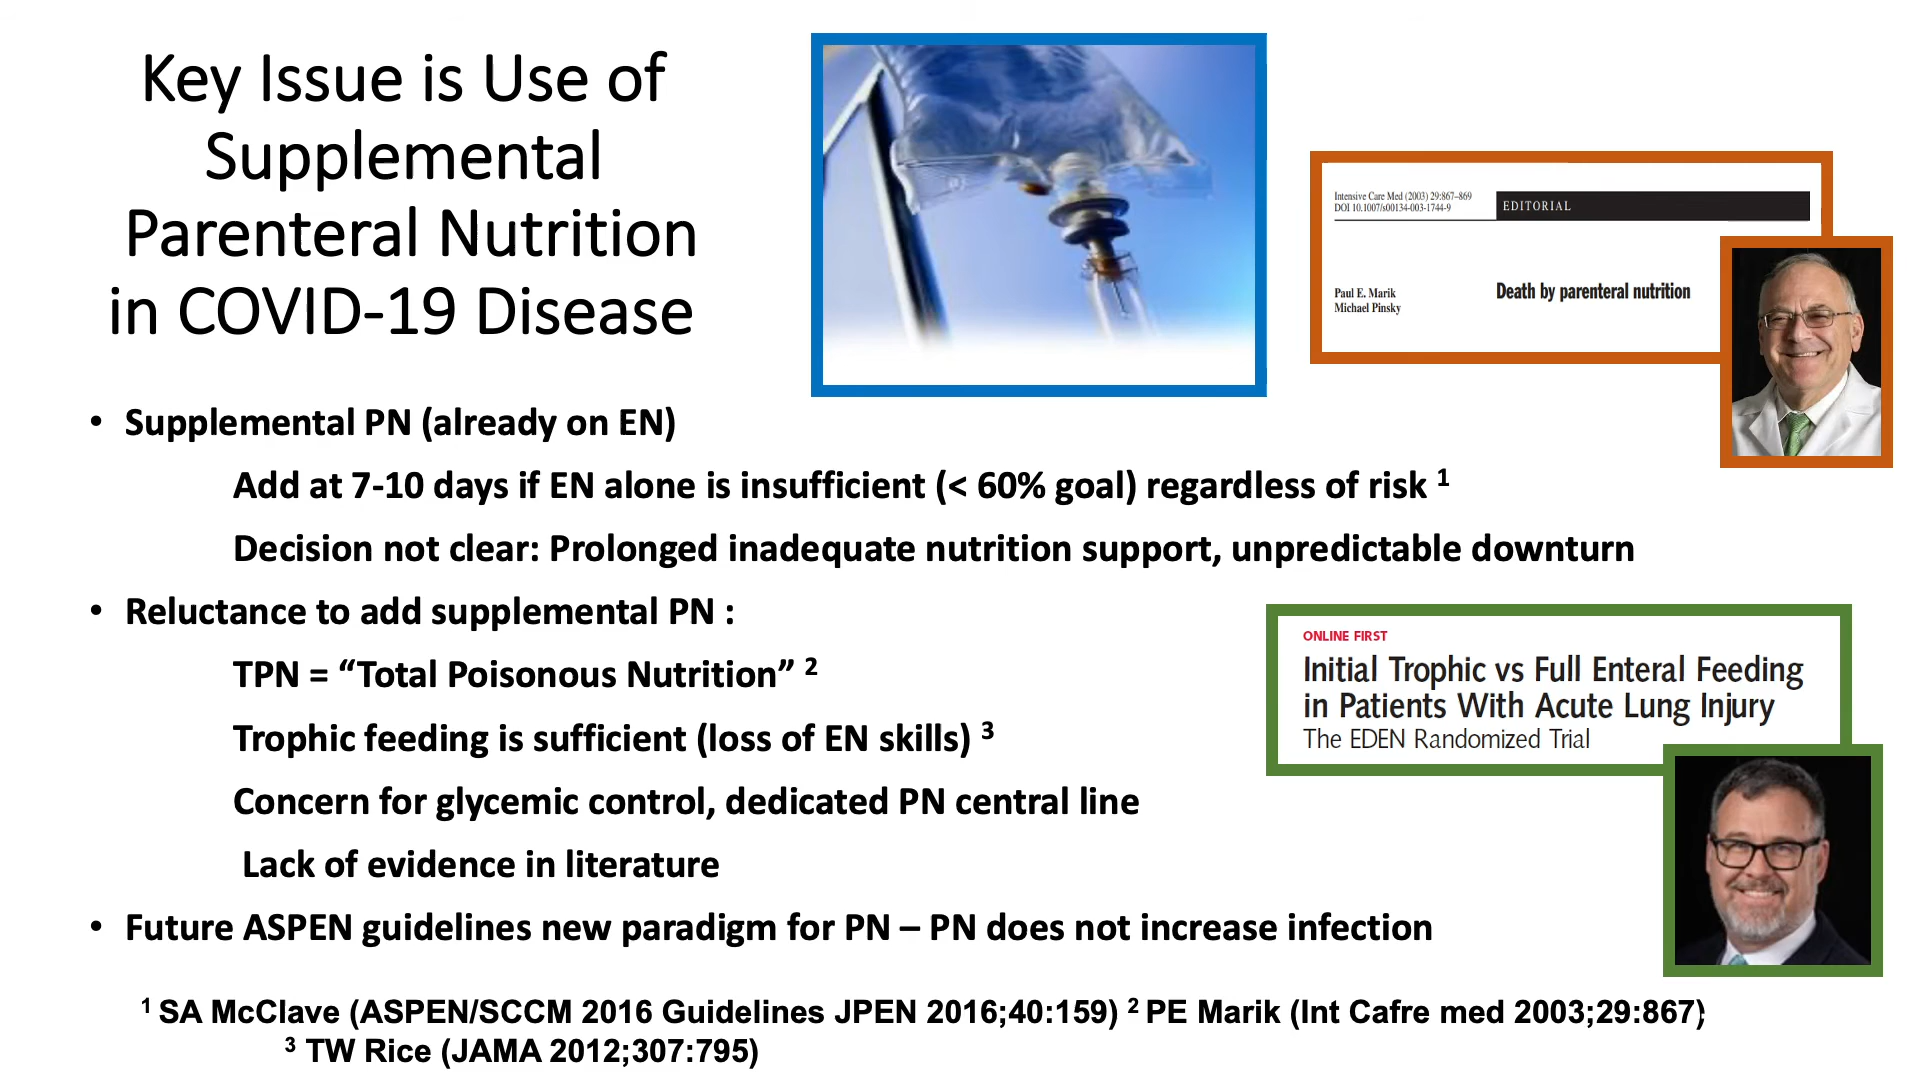 Key Issue is Use of
Supplemental
Parenteral Nutrition
in COVID-19 Disease
Intensive Care Med (2003) 29:867–869
DOI 10.1007/s00134-003-1744-9
EDITORIAL
Paul E. Marik
Michael Pinsky
Death by parenteral nutrition
• Supplemental PN (already on EN)
Add at 7-10 days if EN alone is insufficient (< 60% goal) regardless of risk 1
Decision not clear: Prolonged inadequate nutrition support, unpredictable downturn
• Reluctance to add supplemental PN :
TPN = “Total Poisonous Nutrition” 2
Trophic feeding is sufficient (loss of EN skills) 3
Concern for glycemic control, dedicated PN central line
Lack of evidence in literature
• Future ASPEN guidelines new paradigm for PN – PN does not increase infection
ONLINE FIRST
Initial Trophic vs Full Enteral Feeding
in Patients With Acute Lung Injury
The EDEN Randomized Trial
1 SA McClave (ASPEN/SCCM 2016 Guidelines JPEN 2016;40:159) 2 PE Marik (Int Cafre med 2003;29:867)
3 TW Rice (JAMA 2012;307:795)